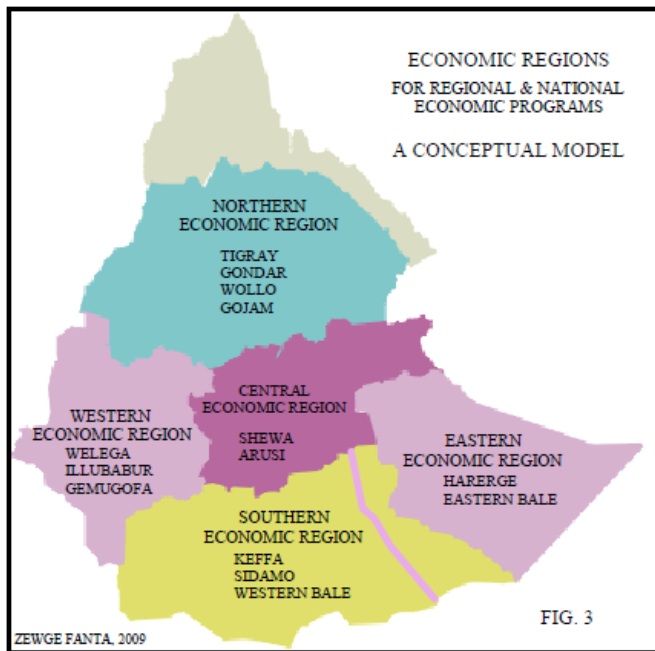 ECONOMIC REGIONS
FOR REGIONAL & NATIONAL
ECONOMIC PROGRAMS
A CONCEPTUAL MODEL
NORTHERN
ECONOMIC REGION
TIGRAY
GONDAR
WOLLO
GOJAM
CENTRAL
ECONOMIC REGION
SHEWA
ARUSI
WESTERN
ECONOMIC REGION
WELEGA
ILLUBABUR
GEMUGOFA
EASTERN
ECONOMIC REGION
HARERGE
EASTERN BALE
SOUTHERN
ECONOMIC REGION
KEFFA
SIDAMO
WESTERN BALE
FIG. 3
ZEWGE FANTA, 2009